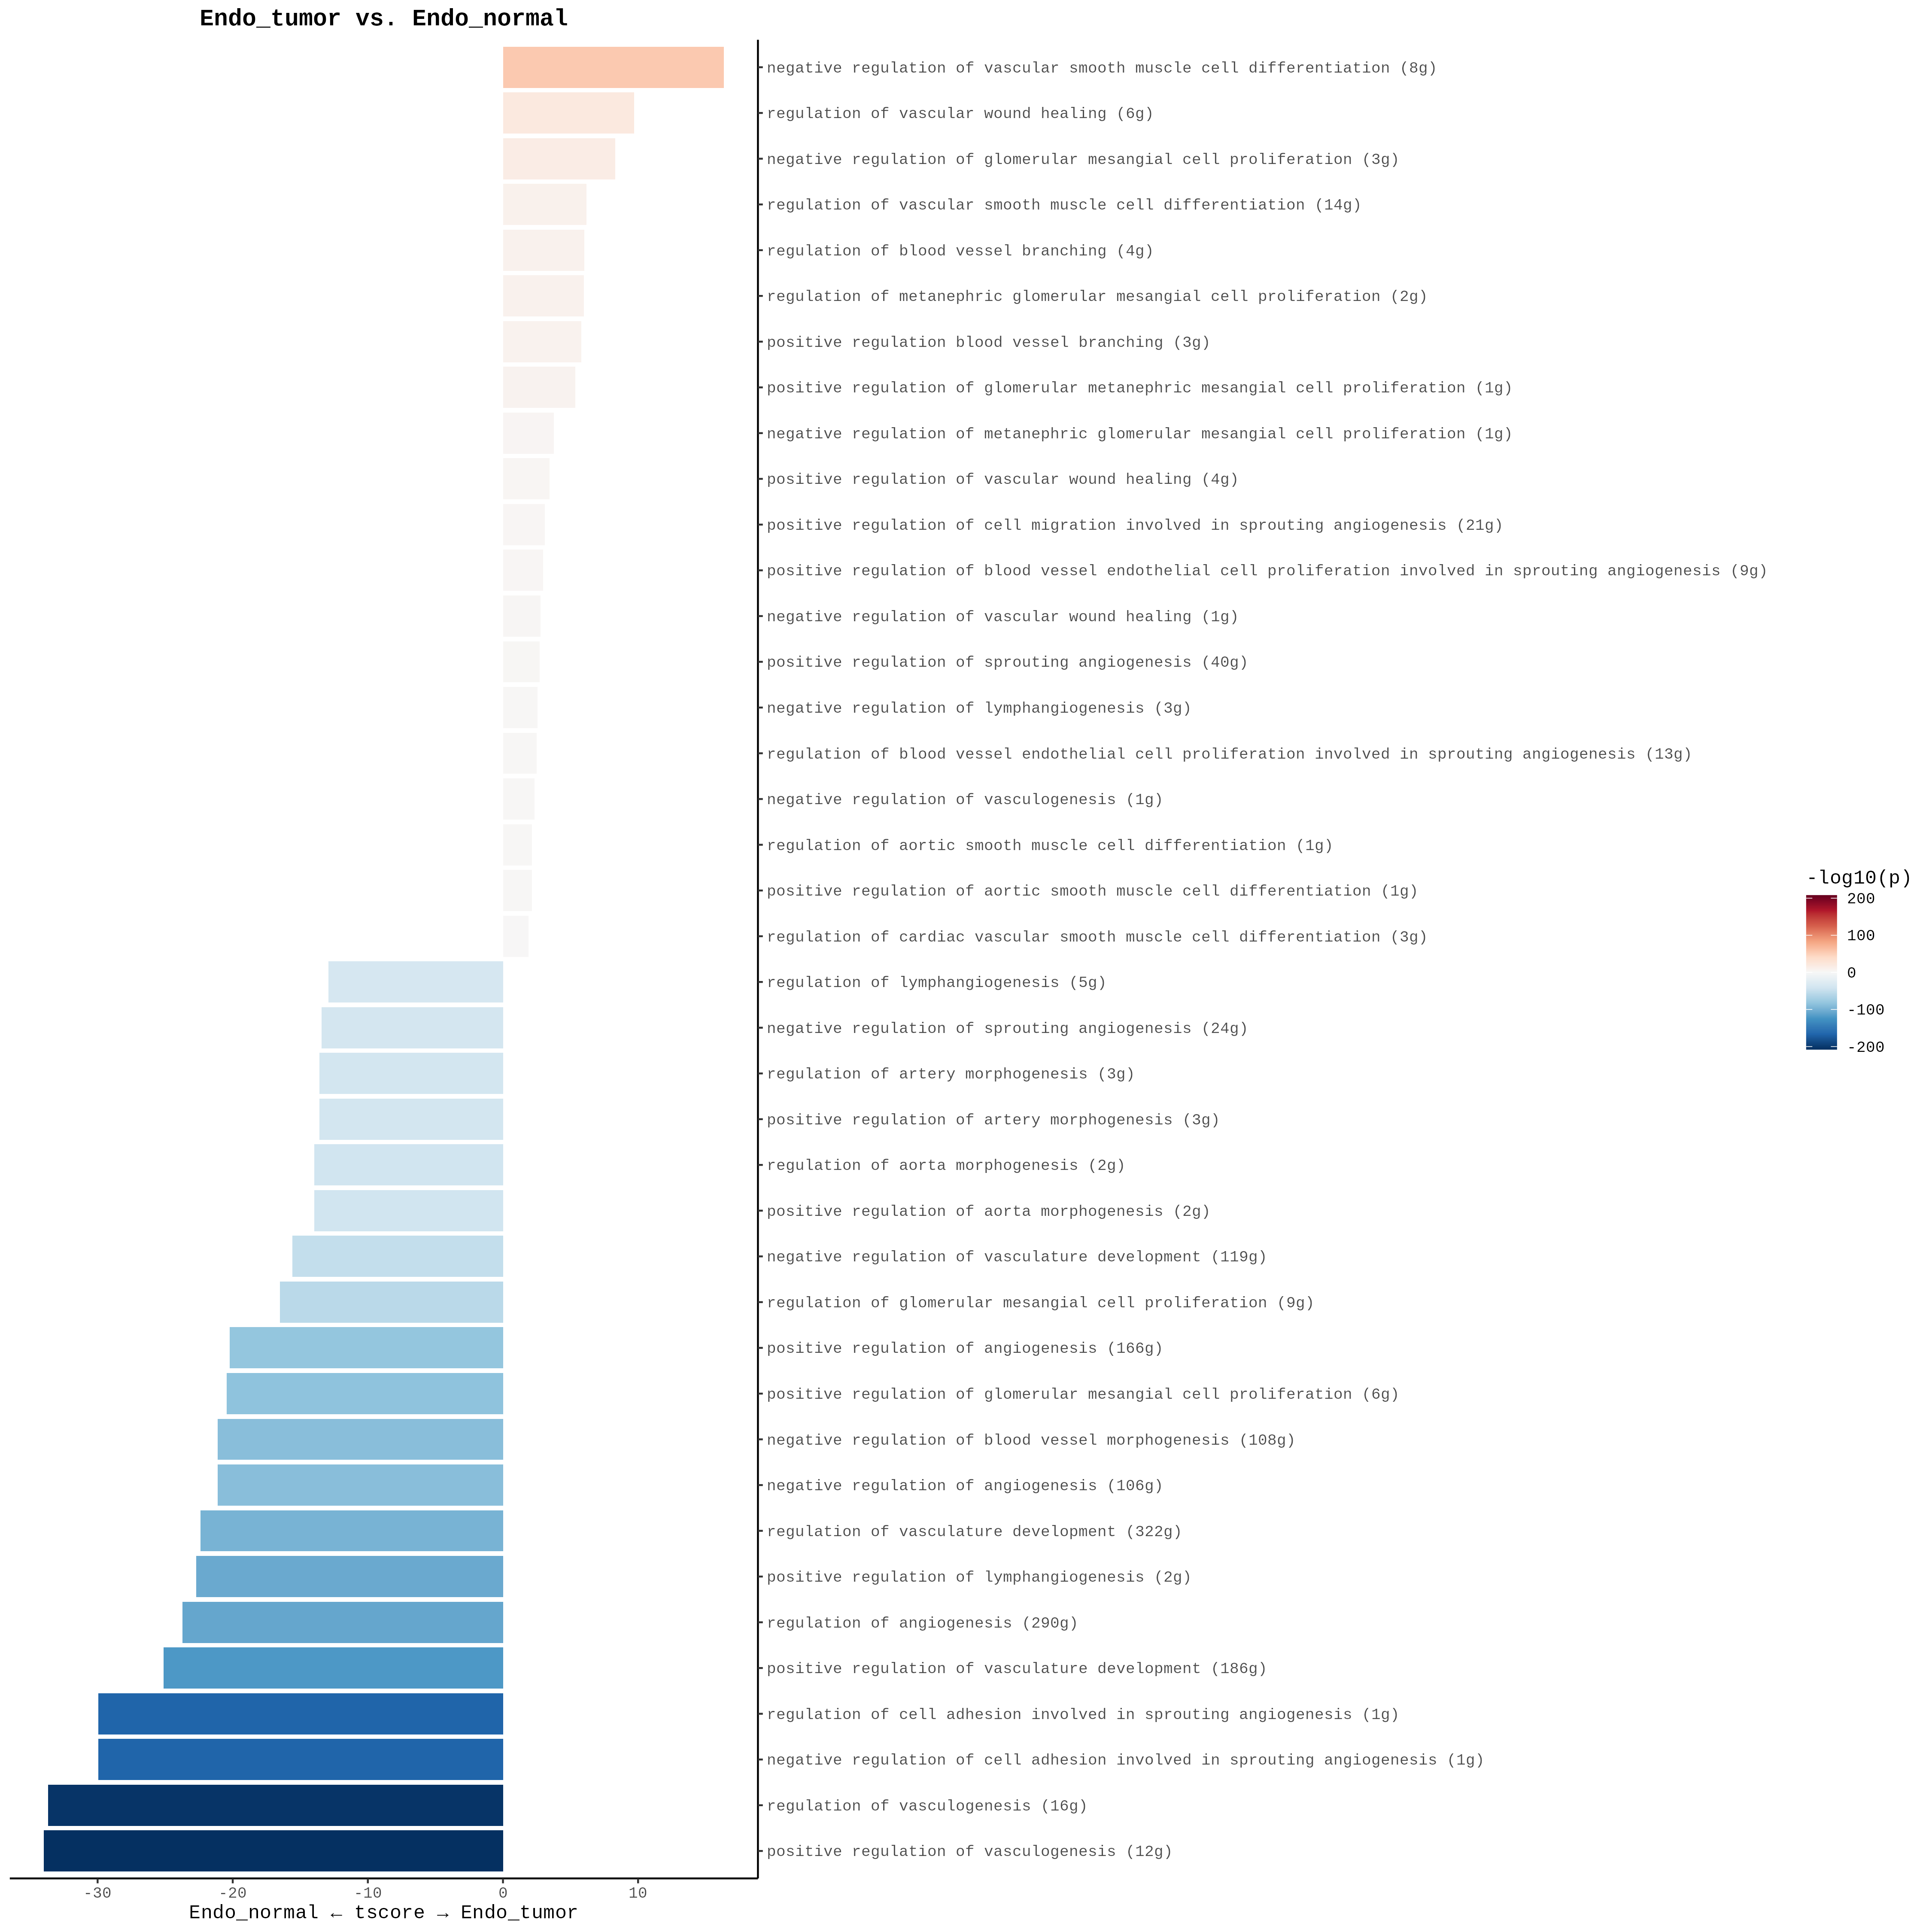 Endo_tumor vs. Endo_normal
negative regulation of vascular smooth muscle cell differentiation (8g)
regulation of vascular wound healing (6g)
negative regulation of glomerular mesangial cell proliferation (3g)
regulation of vascular smooth muscle cell differentiation (14g)
regulation of blood vessel branching (4g)
regulation of metanephric glomerular mesangial cell proliferation (2g)
positive regulation blood vessel branching (3g)
positive regulation of glomerular metanephric mesangial cell proliferation (1g)
negative regulation of metanephric glomerular mesangial cell proliferation (1g)
positive regulation of vascular wound healing (4g)
positive regulation of cell migration involved in sprouting angiogenesis (21g)
positive regulation of blood vessel endothelial cell proliferation involved in sprouting angiogenesis (9g)
negative regulation of vascular wound healing (1g)
positive regulation of sprouting angiogenesis (40g)
negative regulation of lymphangiogenesis (3g)
regulation of blood vessel endothelial cell proliferation involved in sprouting angiogenesis (13g)
negative regulation of vasculogenesis (1g)
regulation of aortic smooth muscle cell differentiation (1g)
positive regulation of aortic smooth muscle cell differentiation (1g)
regulation of cardiac vascular smooth muscle cell differentiation (3g)
regulation of lymphangiogenesis (5g)
negative regulation of sprouting angiogenesis (24g)
regulation of artery morphogenesis (3g)
positive regulation of artery morphogenesis (3g)
regulation of aorta morphogenesis (2g)
positive regulation of aorta morphogenesis (2g)
negative regulation of vasculature development (119g)
regulation of glomerular mesangial cell proliferation (9g)
positive regulation of angiogenesis (166g)
positive regulation of glomerular mesangial cell proliferation (6g)
negative regulation of blood vessel morphogenesis (108g)
negative regulation of angiogenesis (106g)
regulation of vasculature development (322g)
positive regulation of lymphangiogenesis (2g)
regulation of angiogenesis (290g)
positive regulation of vasculature development (186g)
regulation of cell adhesion involved in sprouting angiogenesis (1g)
negative regulation of cell adhesion involved in sprouting angiogenesis (1g)
regulation of vasculogenesis (16g)
positive regulation of vasculogenesis (12g)
-30 -20 -10 0 10
Endo_normal ← tscore → Endo_tumor
-log10(p)
200
100
0
-100
-200